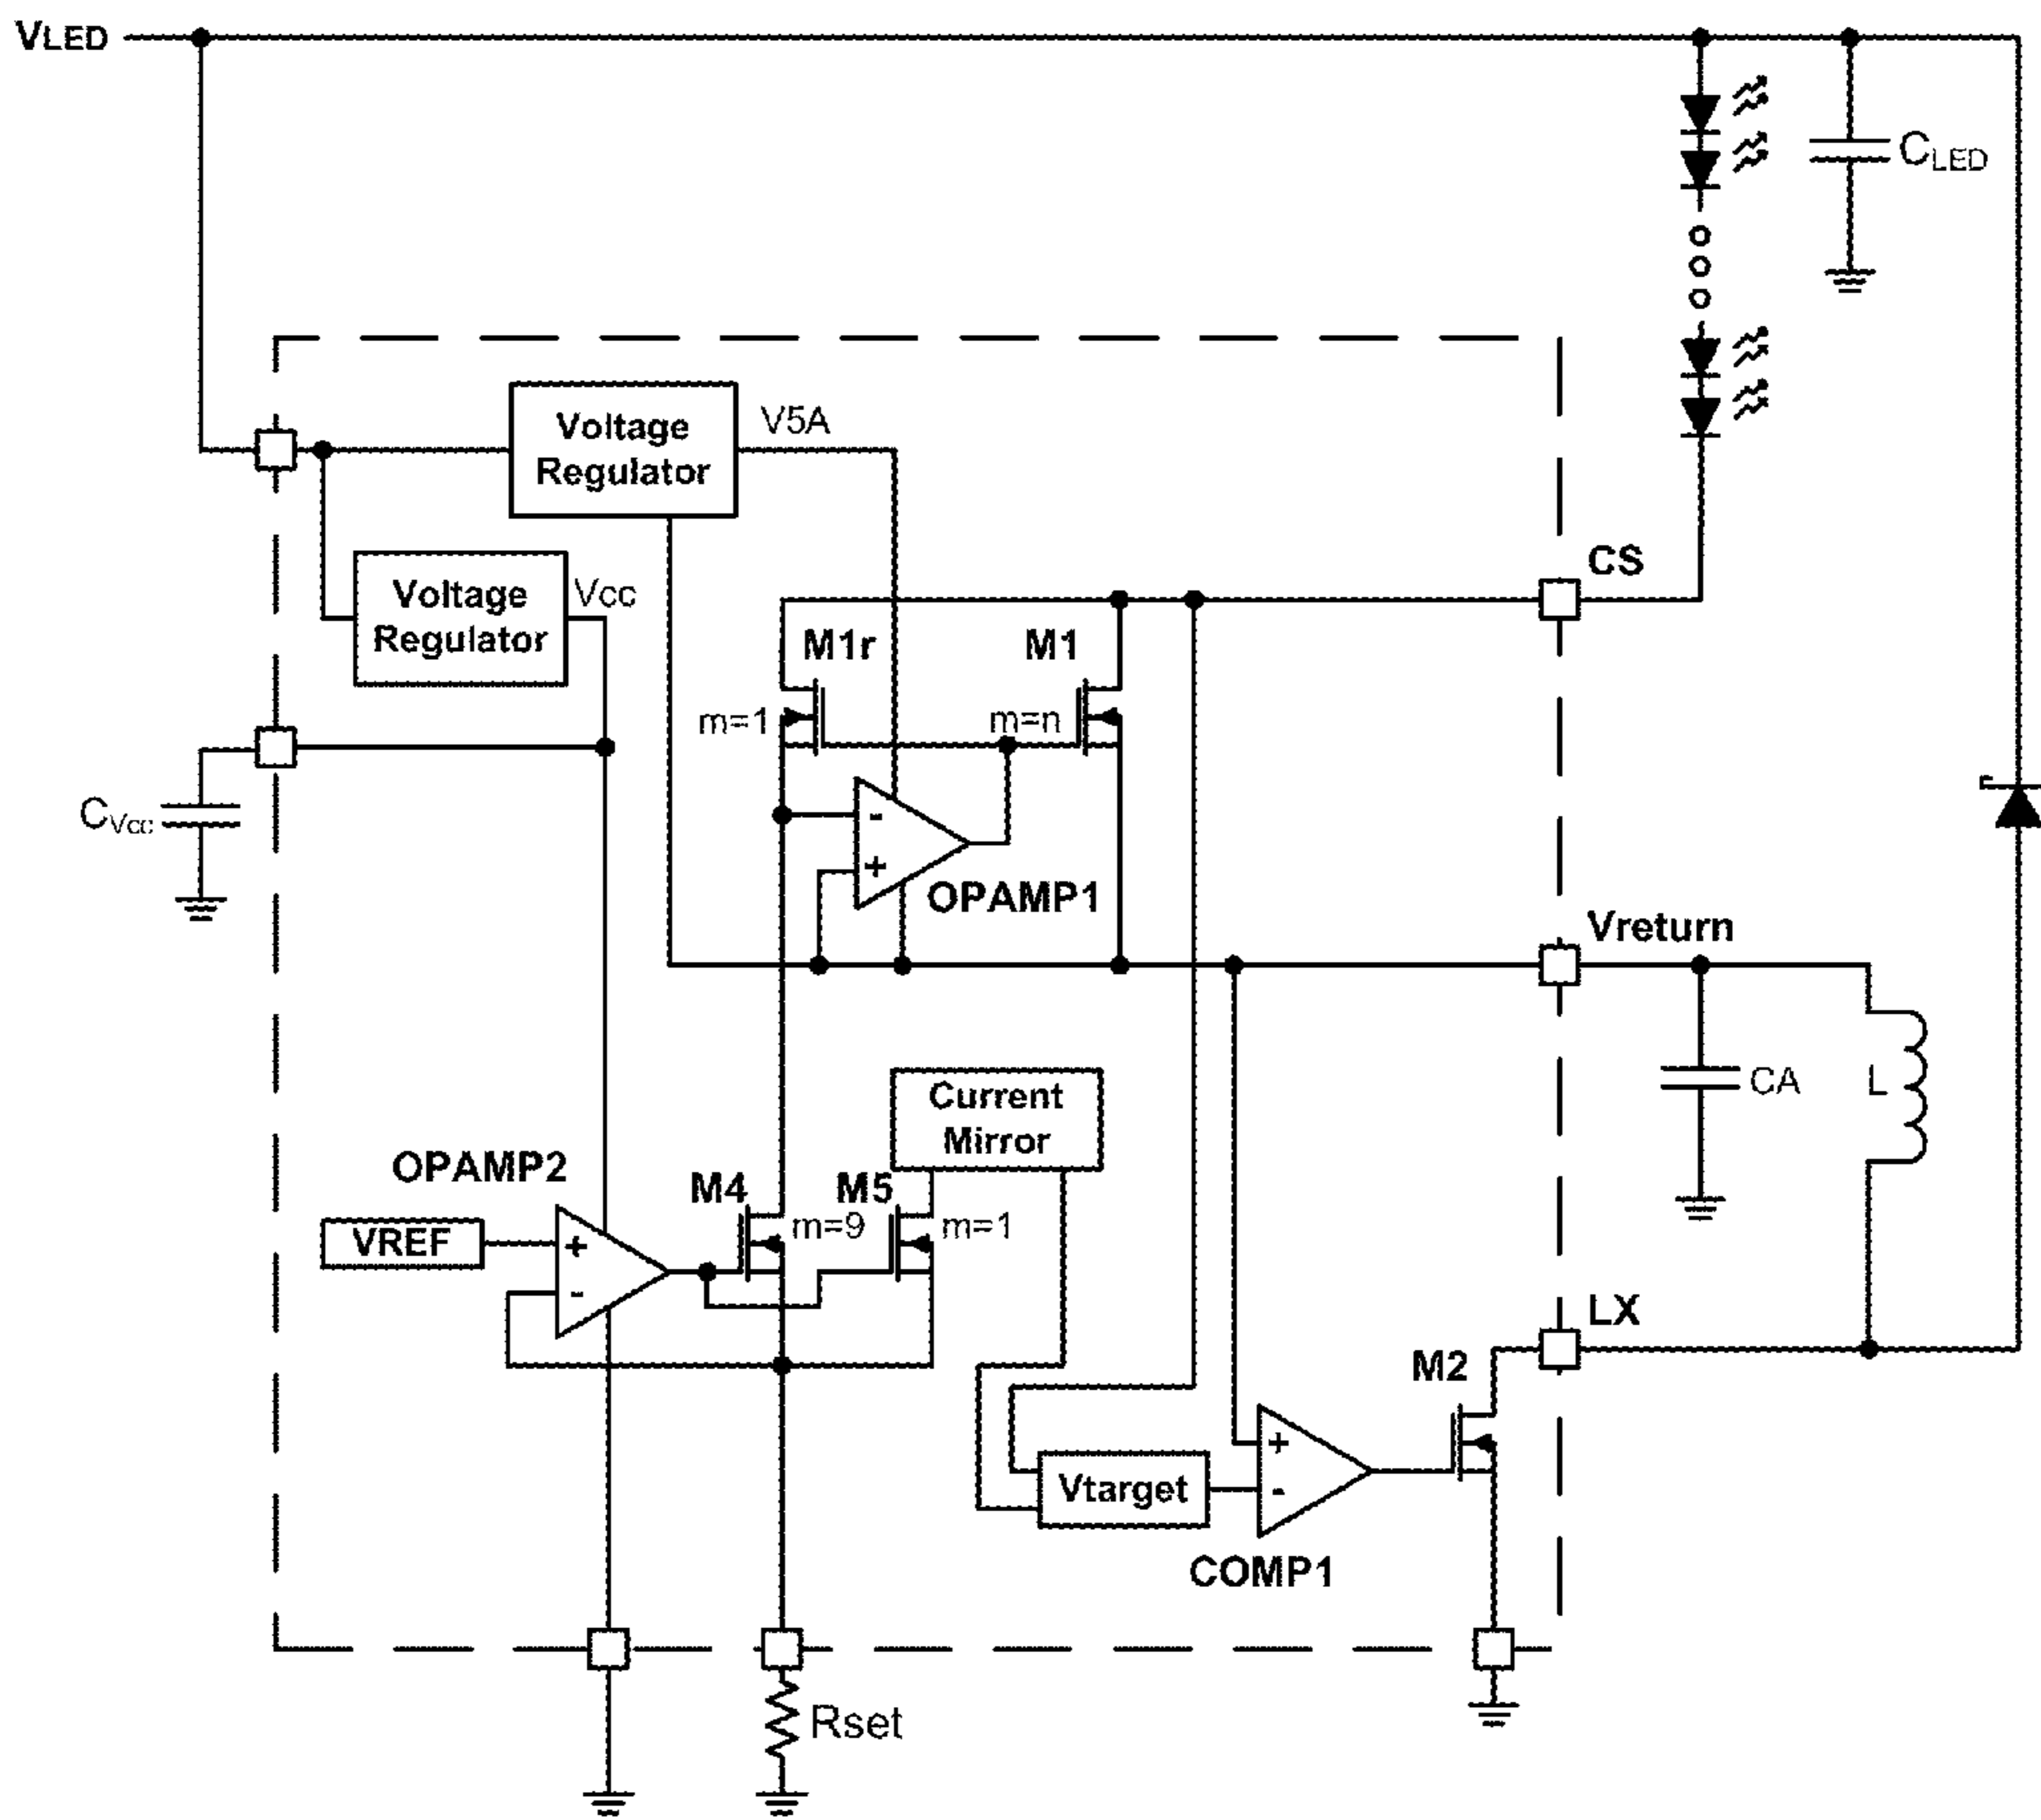 VLED
CLED
Voltage
Regulator
V5A
Voltage
Regulator
Vcc
CS
M1r
M1
m=1
m=n
CVcc
-
+
OPAMP1
Vreturn
Current
Mirror
CA
L
OPAMP2
M4
M5
m=9
m=1
VREF
+
-
LX
M2
+
-
Vtarget
COMP1
Rset